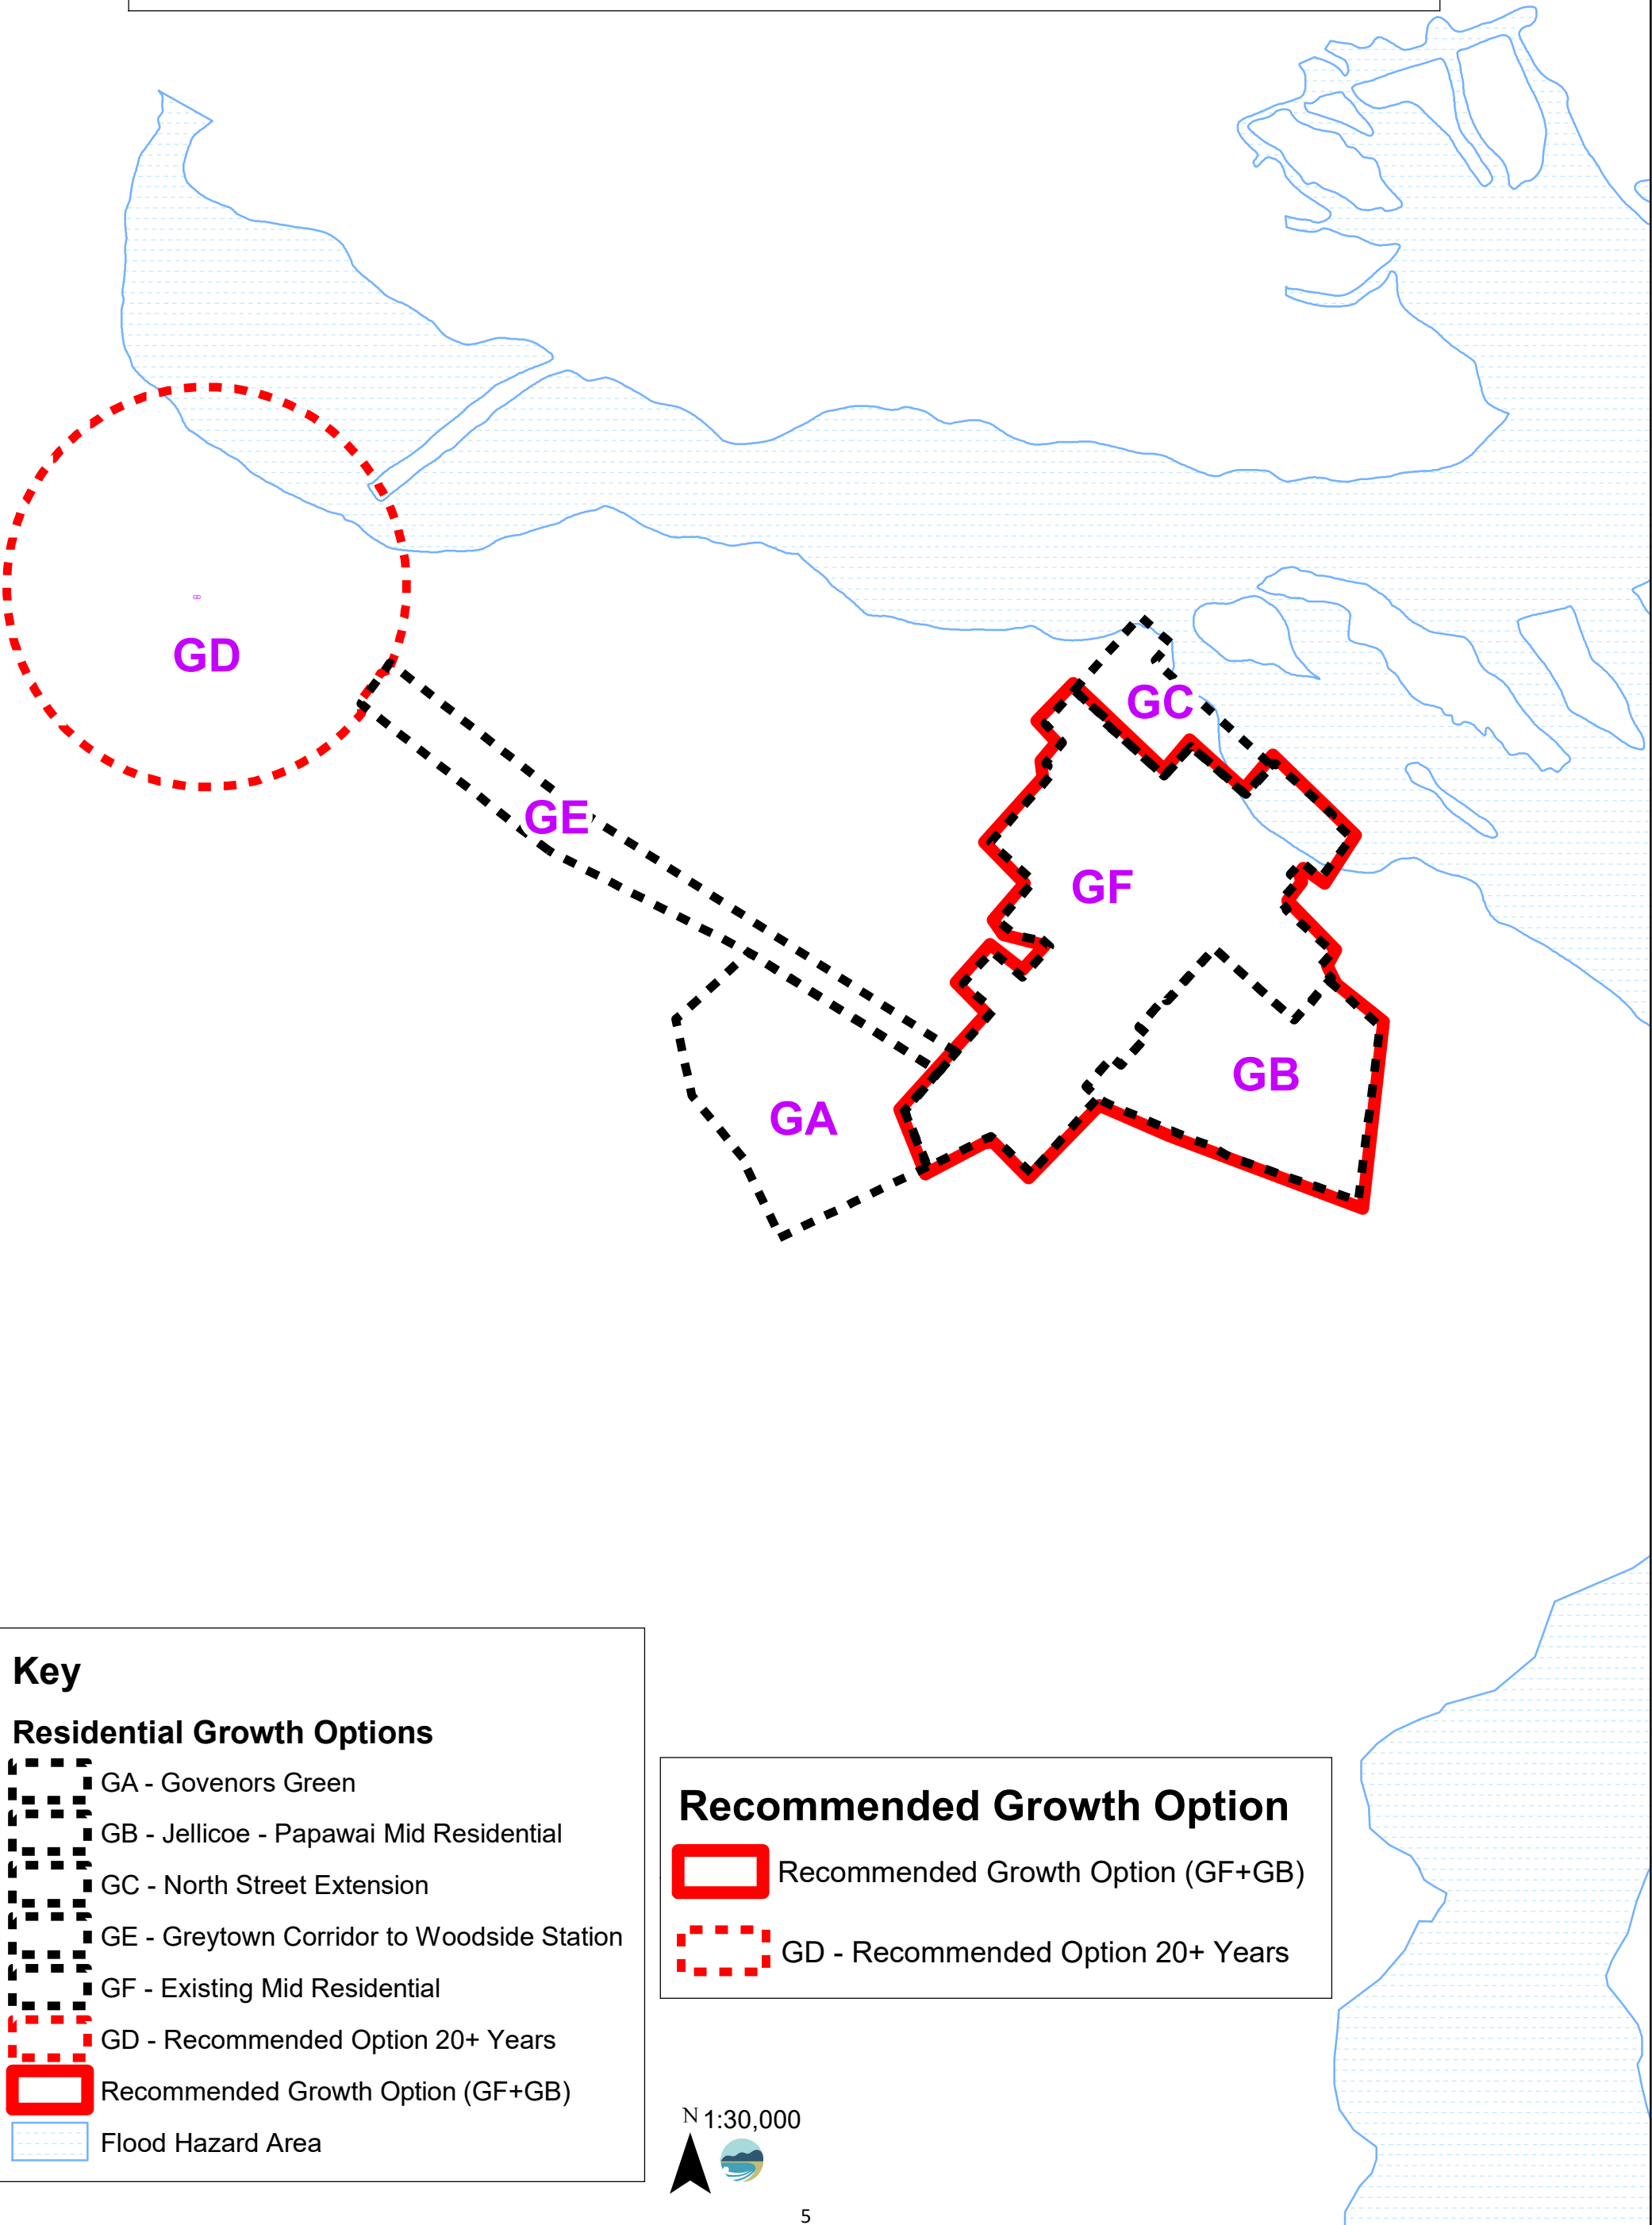 GD
GC
GE
GF
GB
GA
Key
Residential Growth Options
GA - Govenors Green
GB - Jellicoe - Papawai Mid Residential
GC - North Street Extension
GE - Greytown Corridor to Woodside Station
GF - Existing Mid Residential
GD - Recommended Option 20+ Years
Recommended Growth Option (GF+GB)
Flood Hazard Area
Recommended Growth Option
Recommended Growth Option (GF+GB)
GD - Recommended Option 20+ Years
N 1:30,000
5